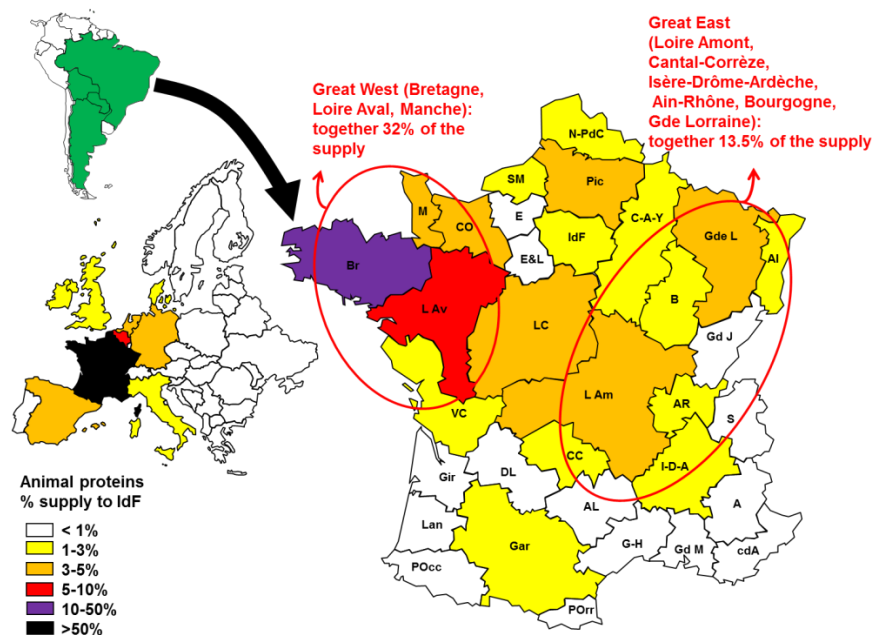 Great West (Bretagne,
Loire Aval, Manche):
together 32% of the
supply
Great East
(Loire Amont,
Cantal-Corrèze,
Isère-Drôme-Ardèche,
Ain-Rhône, Bourgogne,
Gde Lorraine):
together 13.5% of the supply
N-PdC
SM
Pic
M
CO
E
IdF
C-A-Y
Gde L
Al
E&L
Br
B
L Av
LC
Gd J
L Am
AR
VC
S
CC
I-D-A
Gir
DL
AL
A
Lan
Gar
G-H
Gd M
cdA
POcc
POrr
Animal proteins
% supply to IdF
< 1%
1-3%
3-5%
5-10%
10-50%
>50%